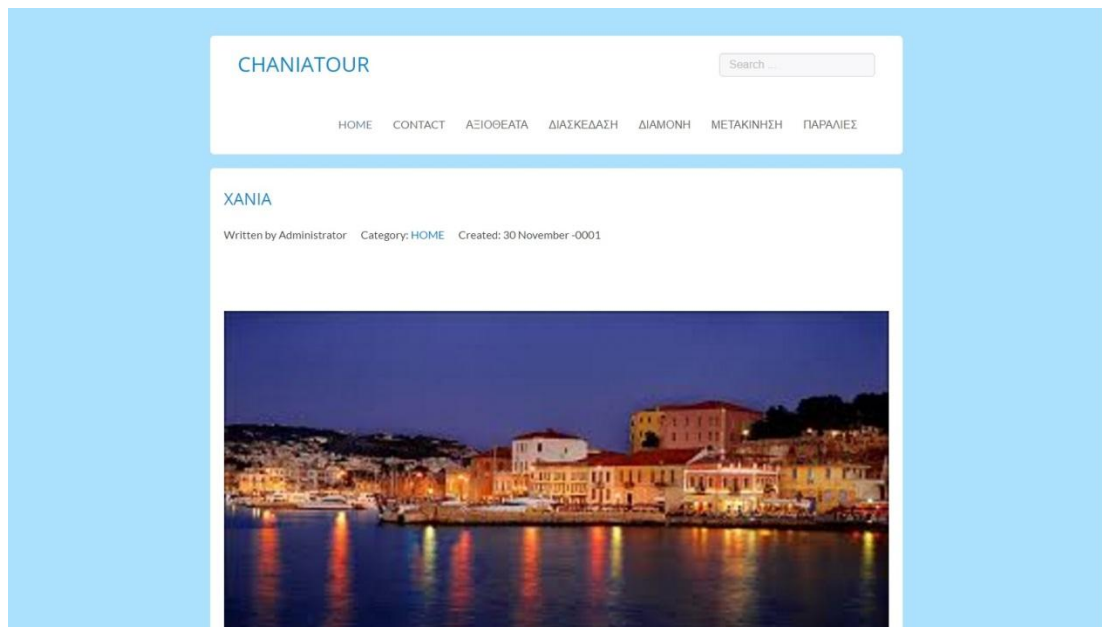 CHANIATOUR
Search ...
HOME CONTACT ΑΞΙΟΘΕΑΤΑ ΔΙΑΣΚΕΔΑΣΗ ΔΙΑΜΟΝΗ ΜΕΤΑΚΙΝΗΣΗ ΠΑΡΑΛΙΕΣ
ΧΑΝΙΑ
Written by Administrator Category: HOME Created: 30 November -0001